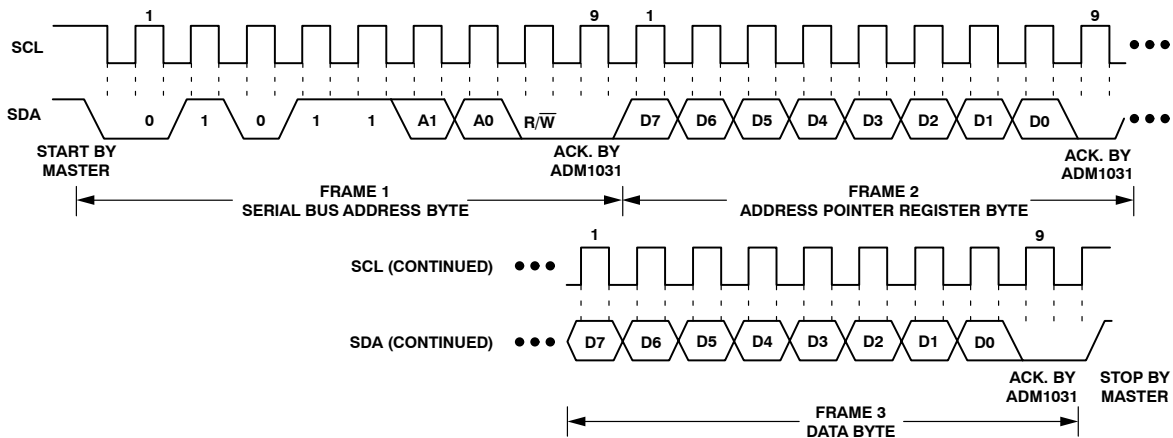 1 9 1 9
SCL
SDA 0 1 0 1 1 A1 A0 R/W̅ D7 D6 D5 D4 D3 D2 D1 D0
START BY
MASTER
ACK. BY
ADM1031
ACK. BY
ADM1031
FRAME 1
SERIAL BUS ADDRESS BYTE
FRAME 2
ADDRESS POINTER REGISTER BYTE
1 9
SCL (CONTINUED)
SDA (CONTINUED) D7 D6 D5 D4 D3 D2 D1 D0
ACK. BY
ADM1031
STOP BY
MASTER
FRAME 3
DATA BYTE